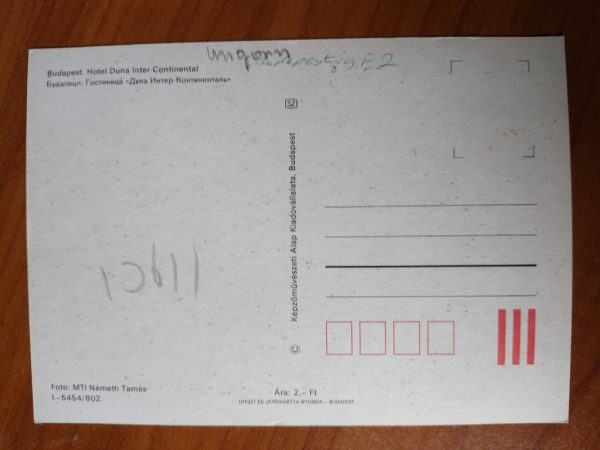 Budapest. Hotel Duna Inter-Continental
Будапешт. Гостиница «Дуна Интер-Континенталь»
Budapest
© Képzőművészeti Alap Kiadóvállalata, Budapest
Foto: MTI Németh Tamás
I.–5454/802.
Ára: 2.– Ft
OFFSET ÉS JÁTÉKKÁRTYA NYOMDA – BUDAPEST